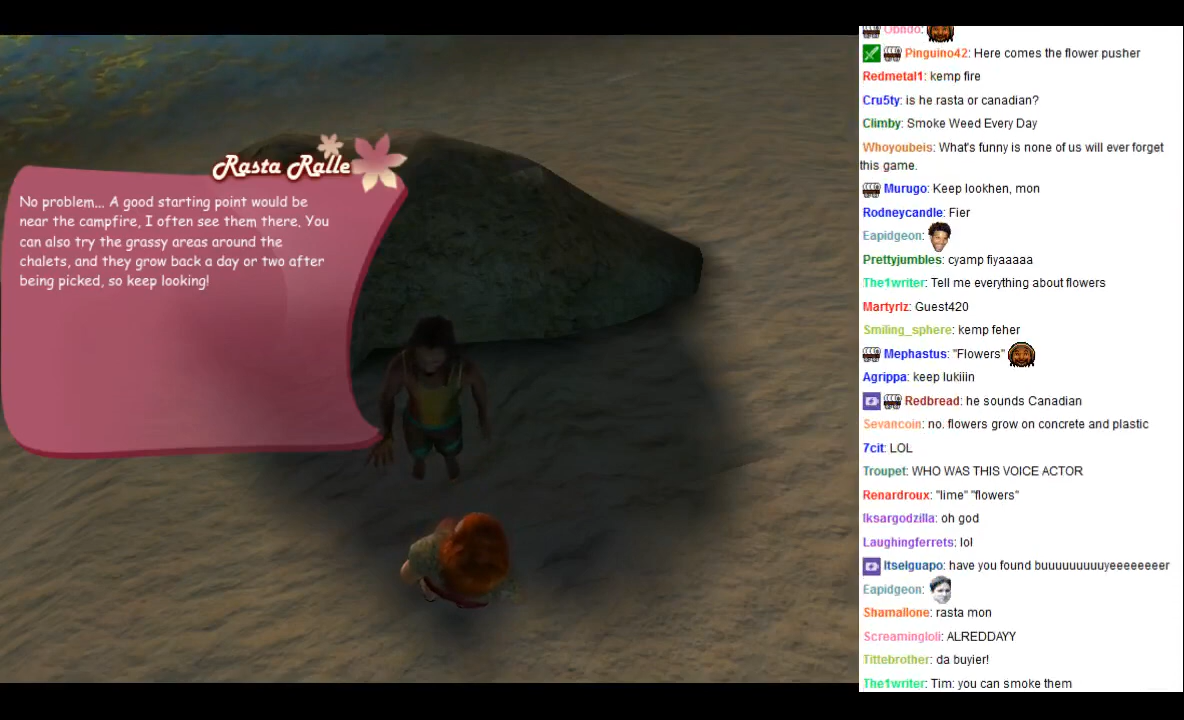 Rasta Ralle
No problem... A good starting point would be
near the campfire, I often see them there. You
can also try the grassy areas around the
chalets, and they grow back a day or two after
being picked, so keep looking!
Obndo:
Pinguino42: Here comes the flower pusher
Redmetal1: kemp fire
Cru5ty: is he rasta or canadian?
Climby: Smoke Weed Every Day
Whoyoubeis: What's funny is none of us will ever forget
this game.
Murugo: Keep lookhen, mon
Rodneycandle: Fier
Eapidgeon:
Prettyjumbles: cyamp fiyaaaaa
The1writer: Tell me everything about flowers
Martyrlz: Guest420
Smiling_sphere: kemp feher
Mephastus: "Flowers"
Agrippa: keep lukiiin
Redbread: he sounds Canadian
Sevancoin: no. flowers grow on concrete and plastic
7cit: LOL
Troupet: WHO WAS THIS VOICE ACTOR
Renardroux: "lime" "flowers"
Iksargodzilla: oh god
Laughingferrets: lol
Itselguapo: have you found buuuuuuuuuyeeeeeeeer
Eapidgeon:
Shamallone: rasta mon
Screamingloli: ALREDDAYY
Tittebrother: da buyier!
The1writer: Tim: you can smoke them